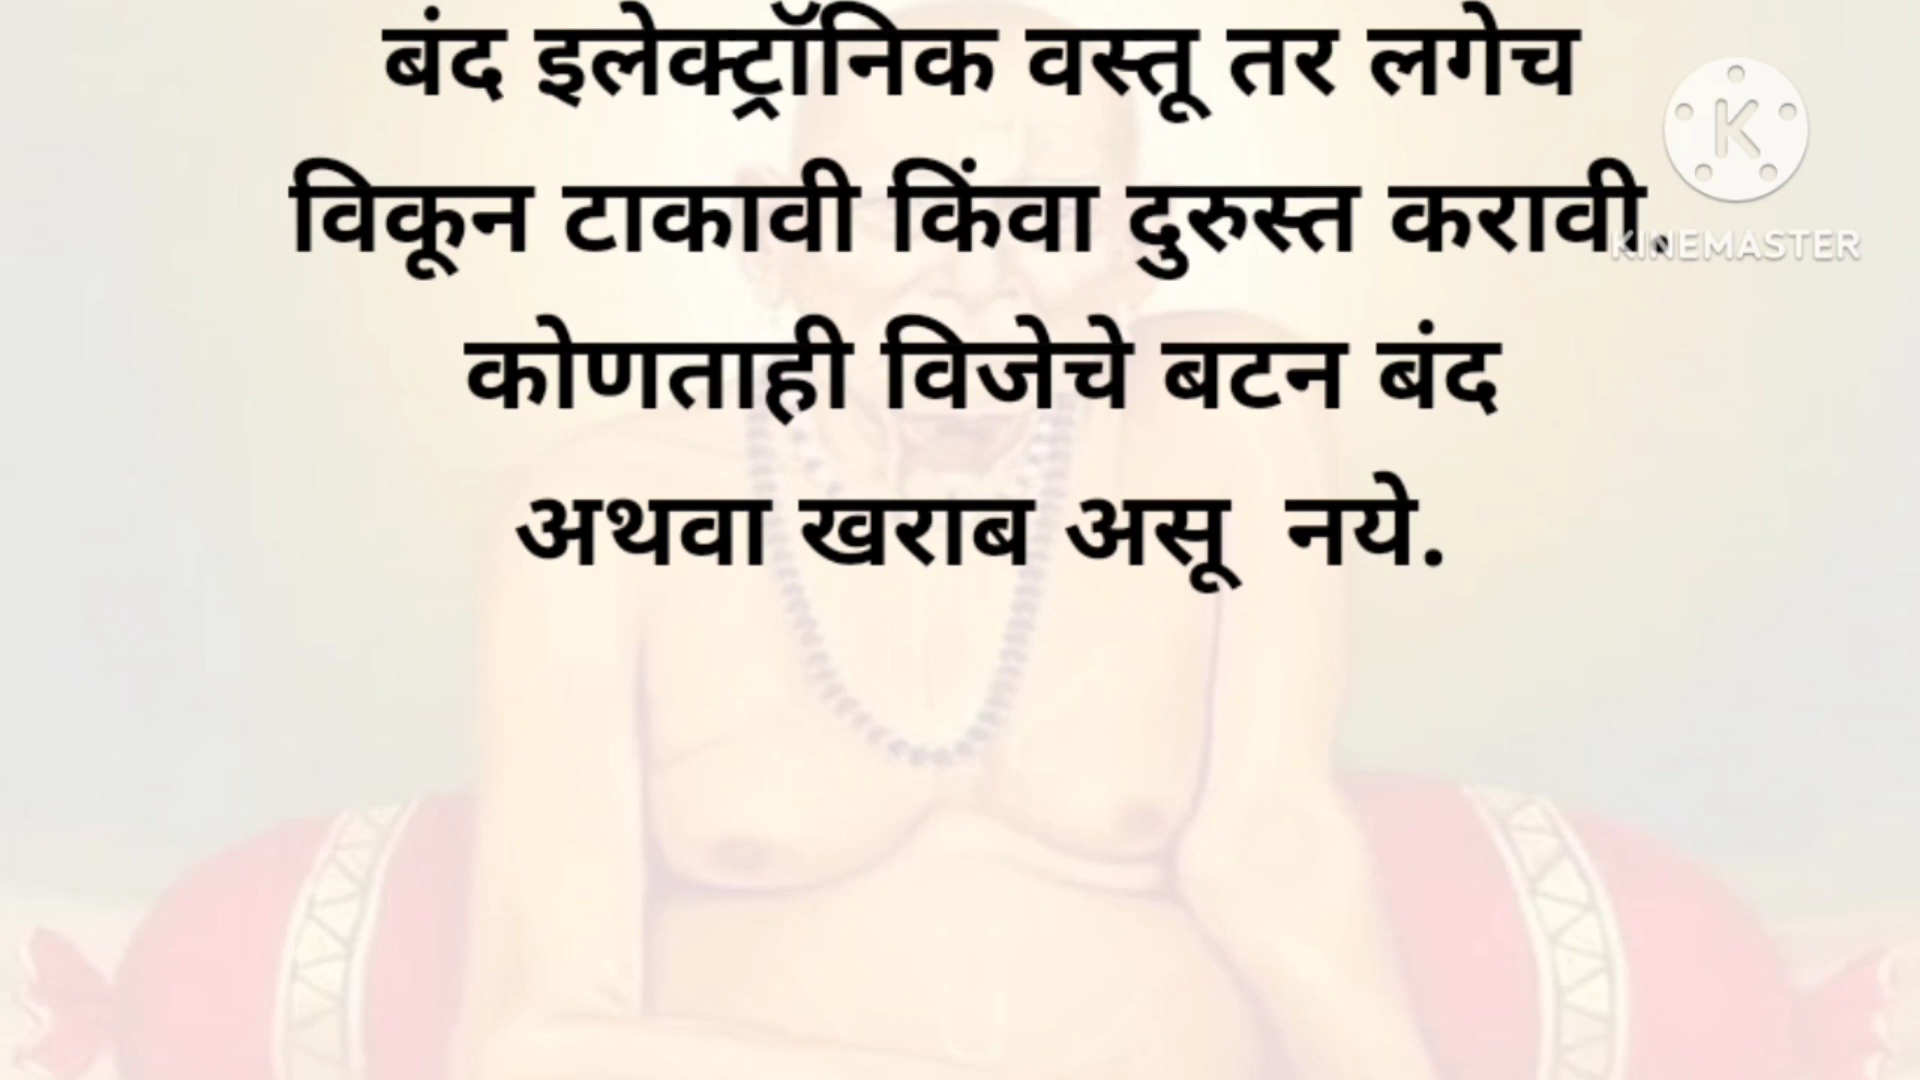 बंद इलेक्ट्रॉनिक वस्तू तर लगेच
विकून टाकावी किंवा दुरुस्त करावी.
कोणताही विजेचे बटन बंद
अथवा खराब असू नये.
K
KINEMASTER